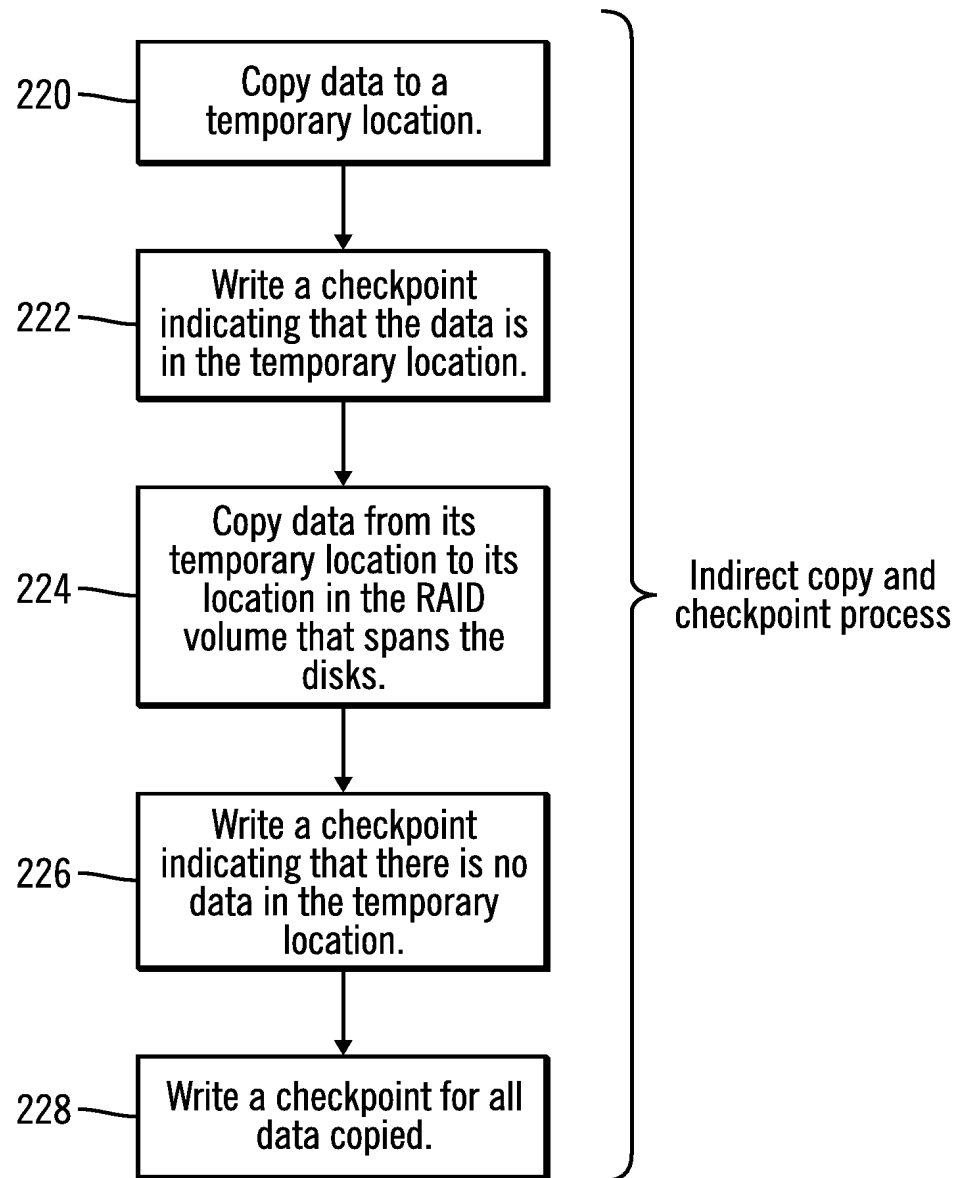 220
Copy data to a
temporary location.
222
Write a checkpoint
indicating that the data is
in the temporary location.
224
Copy data from its
temporary location to its
location in the RAID
volume that spans the
disks.
Indirect copy and
checkpoint process
226
Write a checkpoint
indicating that there is no
data in the temporary
location.
228
Write a checkpoint for all
data copied.